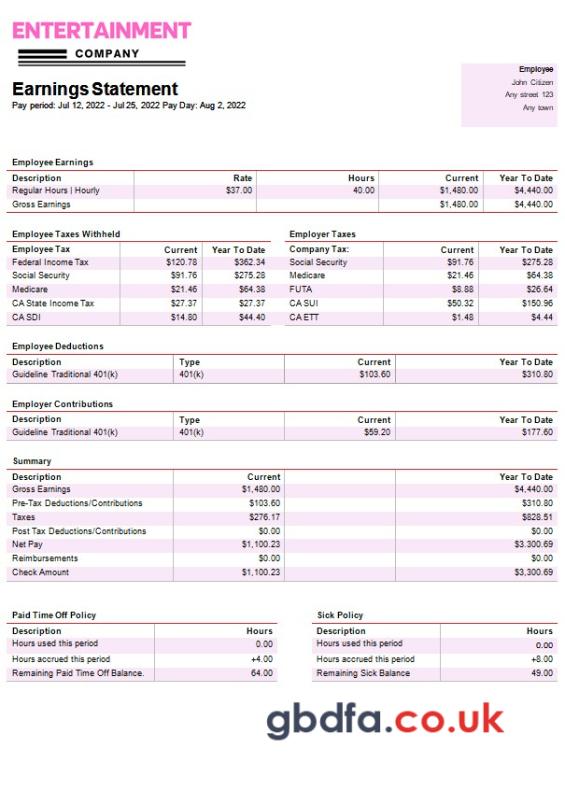 ENTERTAINMENT
COMPANY
Earnings Statement
Pay period: Jul 12, 2022 - Jul 25, 2022 Pay Day: Aug 2, 2022
Employee
John Citizen
Any street 123
Any town
Employee Earnings
Description Rate Hours Current Year To Date
Regular Hours | Hourly $37.00 40.00 $1,480.00 $4,440.00
Gross Earnings $1,480.00 $4,440.00
Employee Taxes Withheld
Employee Tax Current Year To Date
Federal Income Tax $120.78 $362.34
Social Security $91.76 $275.28
Medicare $21.46 $64.38
CA State Income Tax $27.37 $27.37
CA SDI $14.80 $44.40
Employer Taxes
Company Tax: Current Year To Date
Social Security $91.76 $275.28
Medicare $21.46 $64.38
FUTA $8.88 $26.64
CA SUI $50.32 $150.96
CA ETT $1.48 $4.44
Employee Deductions
Description Type Current Year To Date
Guideline Traditional 401(k) 401(k) $103.60 $310.80
Employer Contributions
Description Type Current Year To Date
Guideline Traditional 401(k) 401(k) $59.20 $177.60
Summary
Description Current Year To Date
Gross Earnings $1,480.00 $4,440.00
Pre-Tax Deductions/Contributions $103.60 $310.80
Taxes $276.17 $828.51
Post Tax Deductions/Contributions $0.00 $0.00
Net Pay $1,100.23 $3.300.69
Reimbursements $0.00 $0.00
Check Amount $1,100.23 $3,300.69
Paid Time Off Policy
Description Hours
Hours used this period 0.00
Hours accrued this period +4.00
Remaining Paid Time Off Balance. 64.00
Sick Policy
Description Hours
Hours used this period 0.00
Hours accrued this period +8.00
Remaining Sick Balance 49.00
gbdfa.co.uk